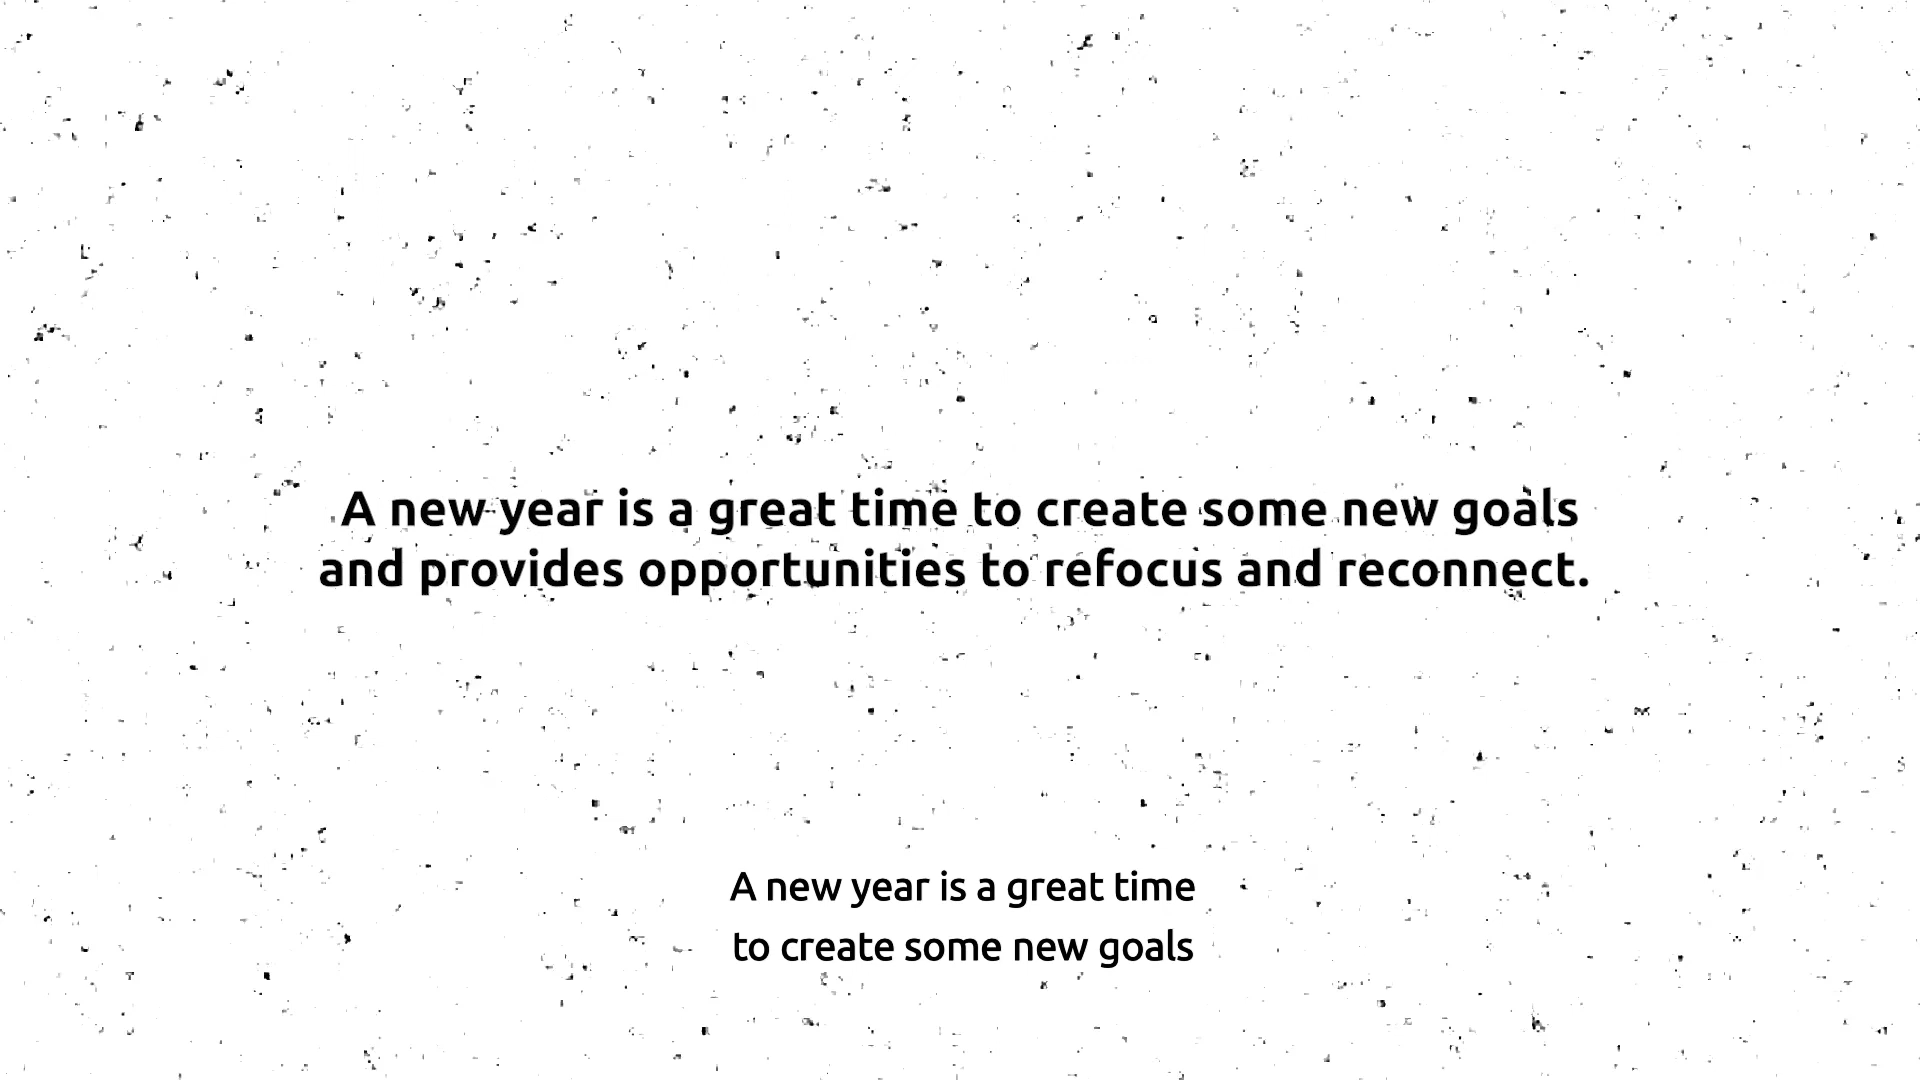 A new year is a great time to create some new goals
and provides opportunities to refocus and reconnect.
A new year is a great time
to create some new goals